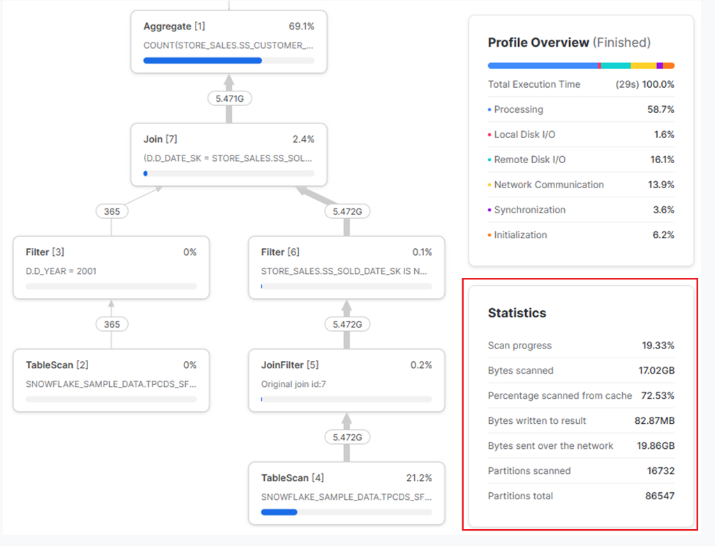 Aggregate [1] 69.1%
COUNT(STORE_SALES.SS_CUSTOMER_...
5.471G
Join [7] 2.4%
(D.D_DATE_SK = STORE_SALES.SS_SOL...
365 5.472G
Filter [3] 0%
D.D_YEAR = 2001
Filter [6] 0.1%
STORE_SALES.SS_SOLD_DATE_SK IS N...
365 5.472G
TableScan [2] 0%
SNOWFLAKE_SAMPLE_DATA.TPCDS_SF...
JoinFilter [5] 0.2%
Original join id:7
5.472G
TableScan [4] 21.2%
SNOWFLAKE_SAMPLE_DATA.TPCDS_SF...
Profile Overview (Finished)
Total Execution Time (29s) 100.0%
Processing 58.7%
Local Disk I/O 1.6%
Remote Disk I/O 16.1%
Network Communication 13.9%
Synchronization 3.6%
Initialization 6.2%
Statistics
Scan progress 19.33%
Bytes scanned 17.02GB
Percentage scanned from cache 72.53%
Bytes written to result 82.87MB
Bytes sent over the network 19.86GB
Partitions scanned 16732
Partitions total 86547